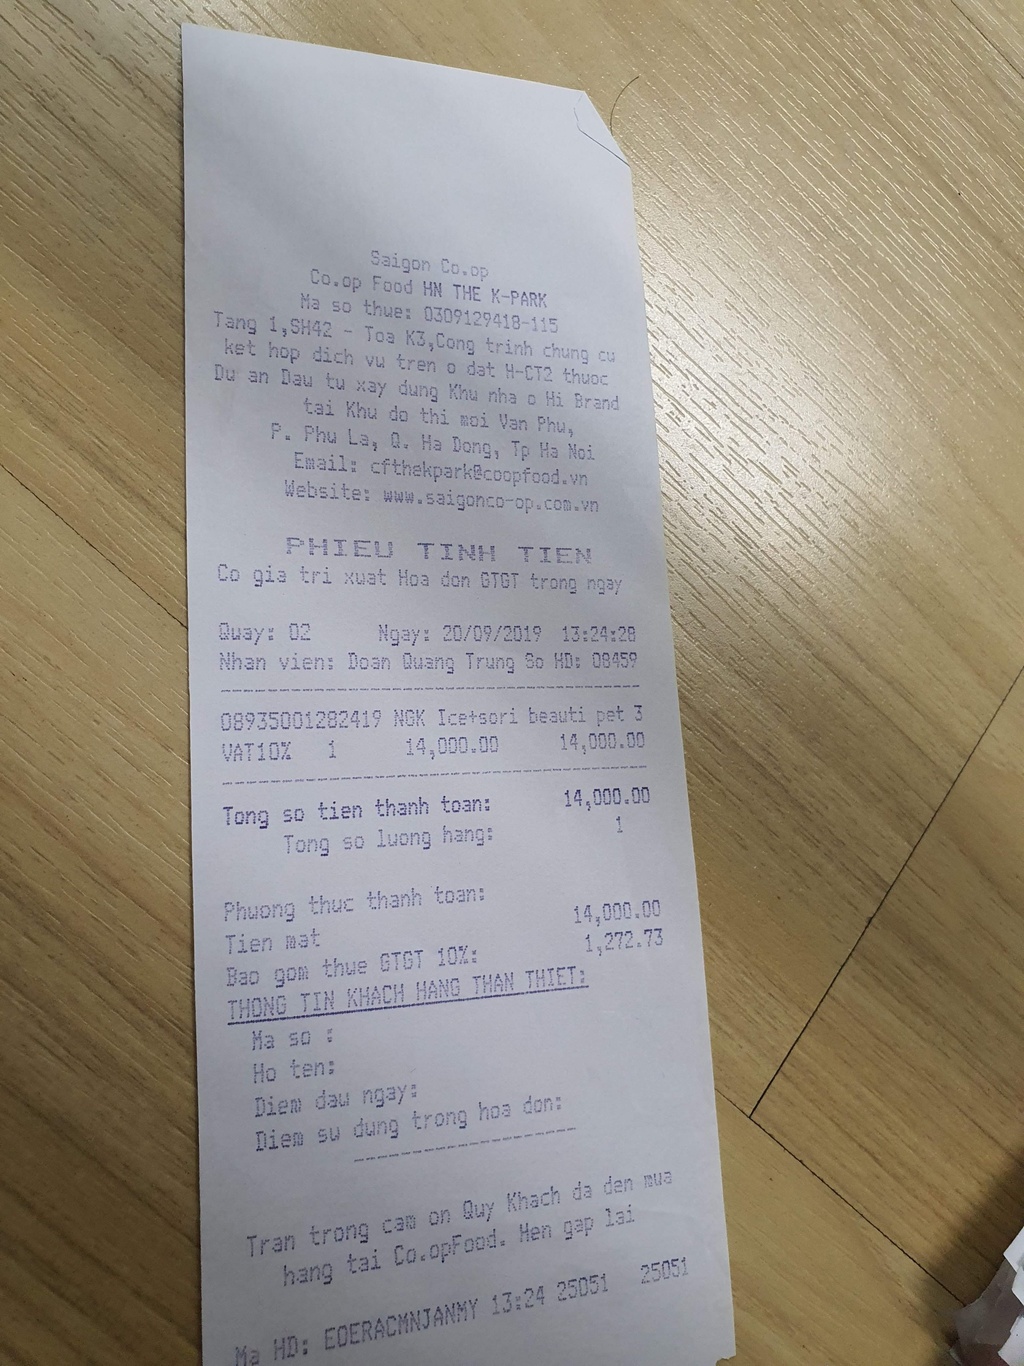 Saigon Co.op
Co.op Food HN THE K-PARK
Ma so thue: 0309129418-115
Tang 1,SH42 - Toa K3,Cong trinh chung cu
ket hop dich vu tren o dat H-CT2 thuoc
Du an Dau tu xay dung Khu nha o Hi Brand
tai Khu do thi moi Van Phu,
P. Phu La, Q. Ha Dong, Tp Ha Noi
Email: cfthekpark@coopfood.vn
Website: www.saigonco-op.com.vn
PHIEU TINH TIEN
Co gia tri xuat Hoa don GTGT trong ngay
Quay: 02 Ngay: 20/09/2019 13:24:28
Nhan vien: Doan Quang Trung So HD: 08459
08935001282419 NGK Ice+sori beauti pet 3
VAT10% 1 14,000.00 14,000.00
Tong so tien thanh toan: 14,000.00
Tong so luong hang: 1
Phuong thuc thanh toan:
Tien mat 14,000.00
Bao gom thue GTGT 10%: 1,272.73
THONG TIN KHACH HANG THAN THIET:
Ma so :
Ho ten:
Diem dau ngay:
Diem su dung trong hoa don:
Tran trong cam on Quy Khach da den mua
hang tai Co.opFood. Hen gap lai
Ma HD: EOERACMNJANMY 13:24 25051 25051